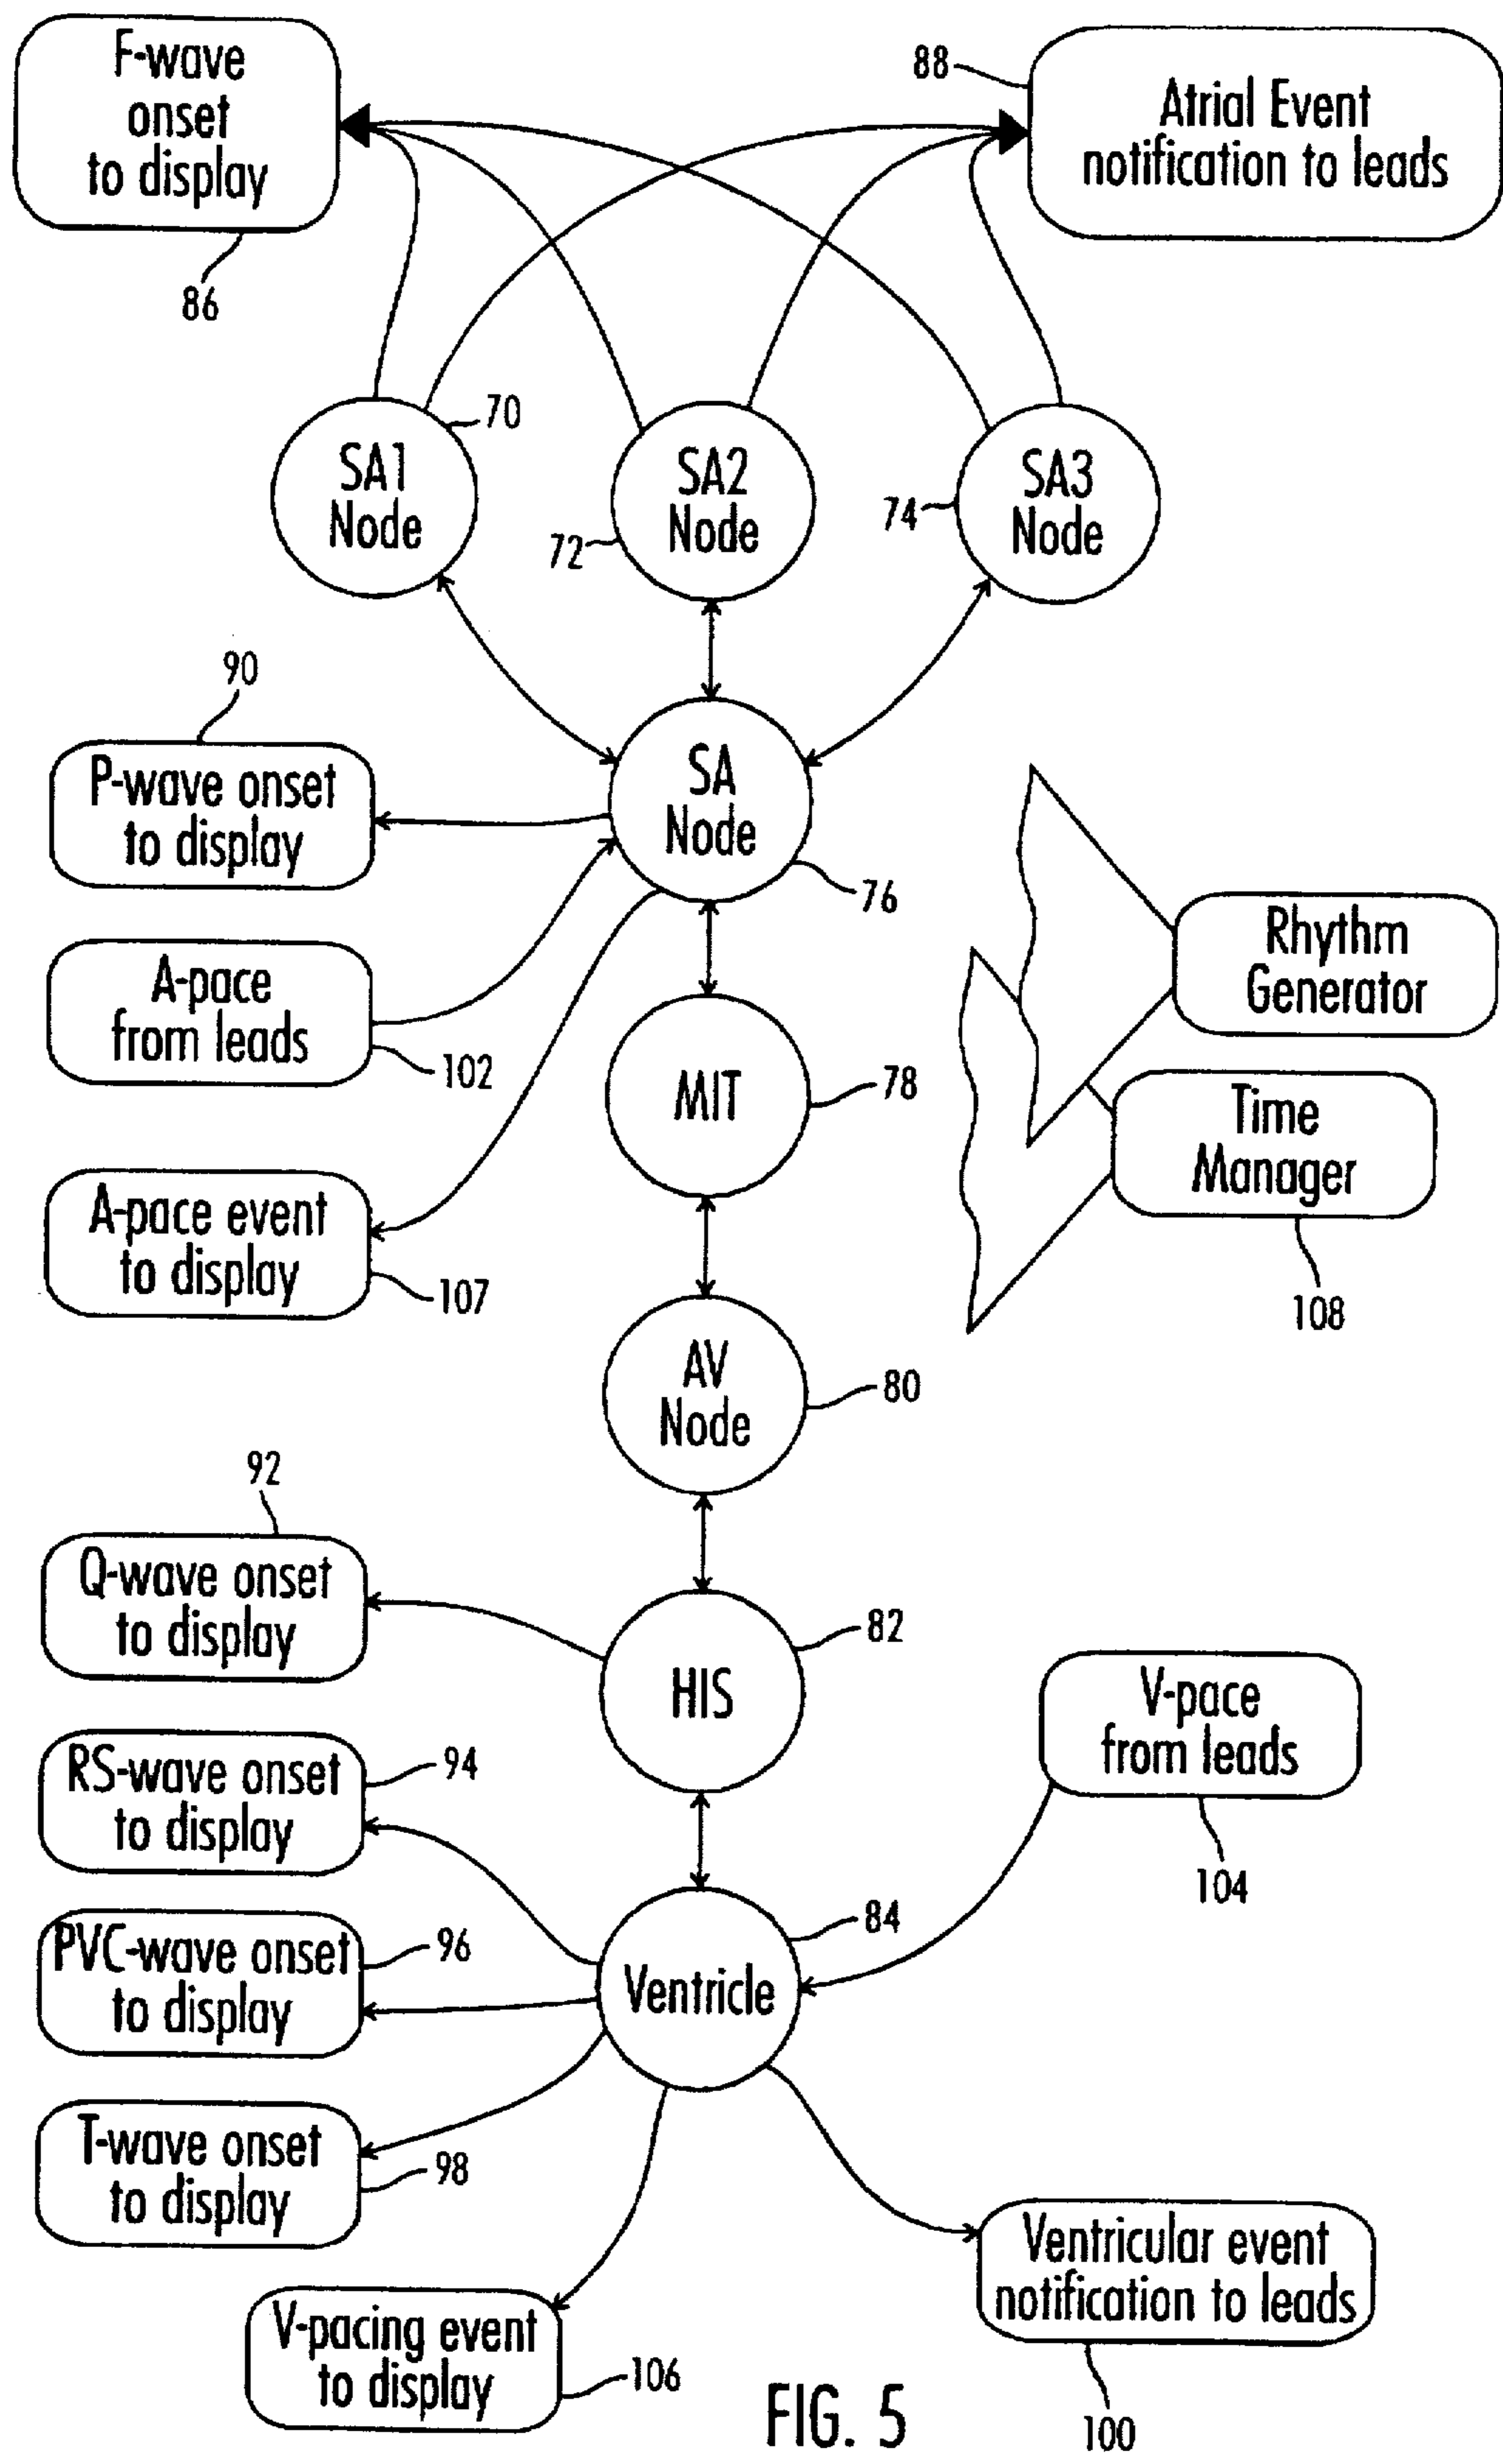 F-wave
onset
to display
86
88
Atrial Event
notification to leads
SA1
Node
70
SA2
Node
72
SA3
Node
74
90
P-wave onset
to display
SA
Node
76
A-pace
from leads
102
Rhythm
Generator
MIT
78
Time
Manager
108
A-pace event
to display
107
AV
Node
80
92
Q-wave onset
to display
HIS
82
V-pace
from leads
104
RS-wave onset
to display
94
PVC-wave onset
to display
96
Ventricle
84
T-wave onset
to display
98
Ventricular event
notification to leads
100
V-pacing event
to display
106
FIG. 5